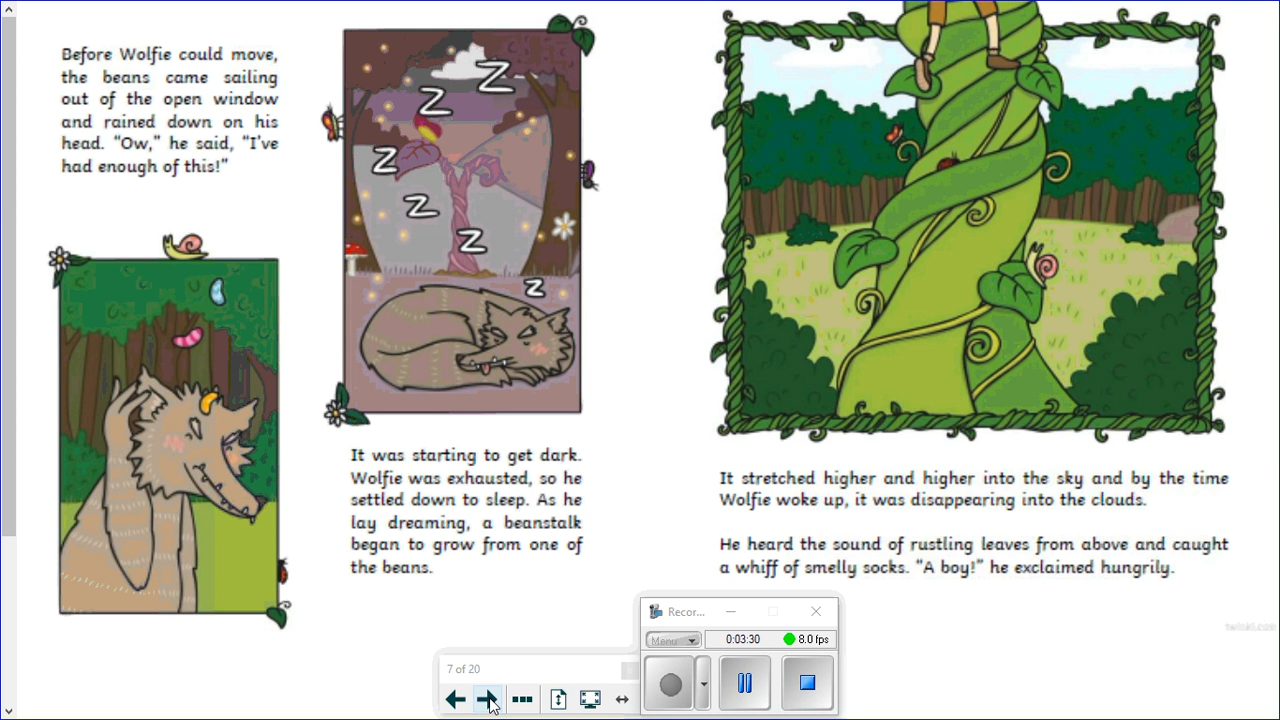 Before Wolfie could move,
the beans came sailing
out of the open window
and rained down on his
head. “Ow,” he said, “I’ve
had enough of this!”
Z
Z
Z
Z
Z
Z
It was starting to get dark.
Wolfie was exhausted, so he
settled down to sleep. As he
lay dreaming, a beanstalk
began to grow from one of
the beans.
It stretched higher and higher into the sky and by the time
Wolfie woke up, it was disappearing into the clouds.
He heard the sound of rustling leaves from above and caught
a whiff of smelly socks. “A boy!” he exclaimed hungrily.
twinkl.com
Recor...
Menu
0:03:30
8.0 fps
7 of 20